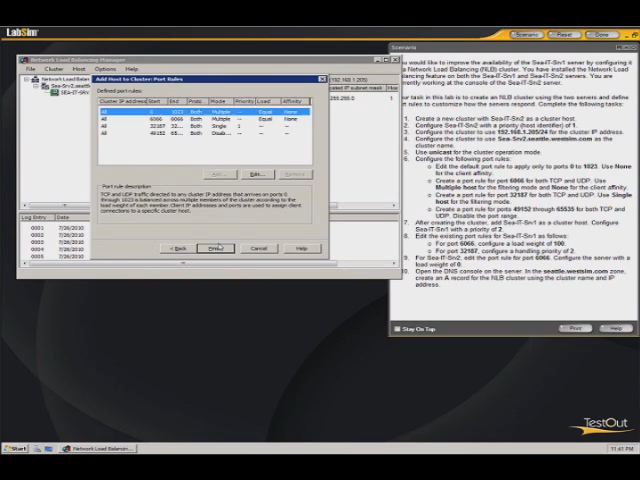 LabSim
Scenario
Reset
Done
Network Load Balancing Manager
File Cluster Host Options Help
Network Load Balancing
Add Host to Cluster: Port Rules
Defined port rules:
Cluster IP address Start End Prot... Mode Priority Load Affinity
All 0 1023 Both Multiple -- Equal None
All 6066 6066 Both Multiple -- Equal None
All 32187 32... Both Single 1 -- --
All 49152 65... Both Disab... -- -- --
Add...
Edit...
Remove
Port rule description
TCP and UDP traffic directed to any cluster IP address that arrives on ports 0
through 1023 is balanced across multiple members of the cluster according to the
load weight of each member. Client IP addresses and ports are used to assign client
connections to a specific cluster host.
< Back
Cancel
Help
Log Entry Date
0001 7/26/2010
0002 7/26/2010
0003 7/26/2010
0004 7/26/2010
0005 7/26/2010
0006 7/26/2010
Scenario
ou would like to improve the availability of the Sea-IT-Srv1 server by configuring it
a Network Load Balancing (NLB) cluster. You have installed the Network Load
alancing feature on both the Sea-IT-Srv1 and Sea-IT-Srv2 servers. You are
urrently working at the console of the Sea-IT-Srv2 server.
our task in this lab is to create an NLB cluster using the two servers and define
rules to customize how the servers respond. Complete the following tasks:
1. Create a new cluster with Sea-IT-Srv2 as a cluster host.
2. Configure Sea-IT-Srv2 with a priority (host identifier) of 1.
3. Configure the cluster to use 192.168.1.205/24 for the cluster IP address.
4. Configure the cluster to use Sea-Srv2.seattle.westsim.com as the
cluster name.
5. Use unicast for the cluster operation mode.
6. Configure the following port rules:
o Edit the default port rule to apply only to ports 0 to 1023. Use None
for the client affinity.
o Create a port rule for port 6066 for both TCP and UDP. Use
Multiple host for the filtering mode and None for the client affinity.
o Create a port rule for port 32187 for both TCP and UDP. Use Single
host for the filtering mode.
o Create a port rule for ports 49152 through 65535 for both TCP and
UDP. Disable the port range.
7. After creating the cluster, add Sea-IT-Srv1 as a cluster host. Configure
Sea-IT-Srv1 with a priority of 2.
8. Edit the existing port rules for Sea-IT-Srv1 as follows:
o For port 6066, configure a load weight of 100.
o For port 32187, configure a handling priority of 2.
9. For Sea-IT-Srv2, edit the port rule for port 6066. Configure the server with a
load weight of 0.
10. Open the DNS console on the server. In the seattle.westsim.com zone,
create an A record for the NLB cluster using the cluster name and IP
address.
Stay On Top
Print
Help
TestOut
Start
Network Load Balancin...
11:41 PM